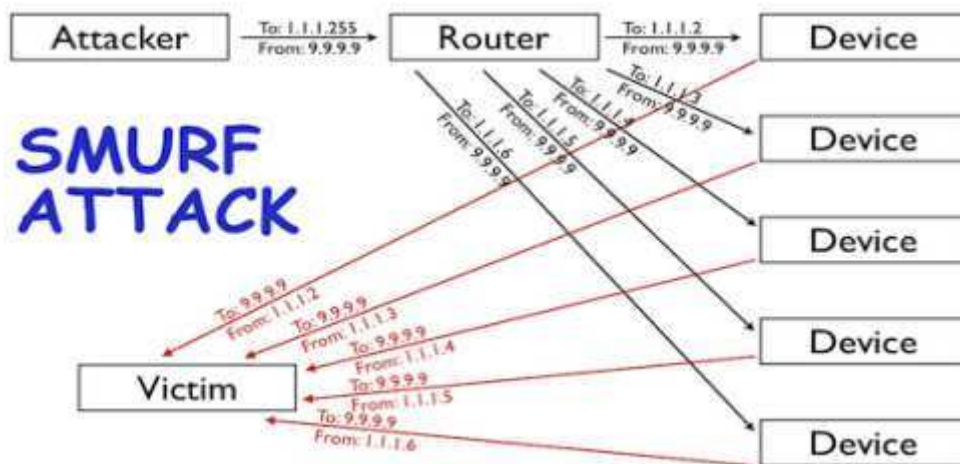 Attacker
To: 1.1.1.255
From: 9.9.9.9
Router
To: 1.1.1.2
From: 9.9.9.9
Device
To: 1.1.1.3
From: 9.9.9.9
Device
To: 1.1.1.4
From: 9.9.9.9
Device
To: 1.1.1.5
From: 9.9.9.9
Device
To: 1.1.1.6
From: 9.9.9.9
Device
SMURF
ATTACK
To: 9.9.9.9
From: 1.1.1.2
To: 9.9.9.9
From: 1.1.1.3
To: 9.9.9.9
From: 1.1.1.4
Victim
To: 9.9.9.9
From: 1.1.1.5
To: 9.9.9.9
From: 1.1.1.6